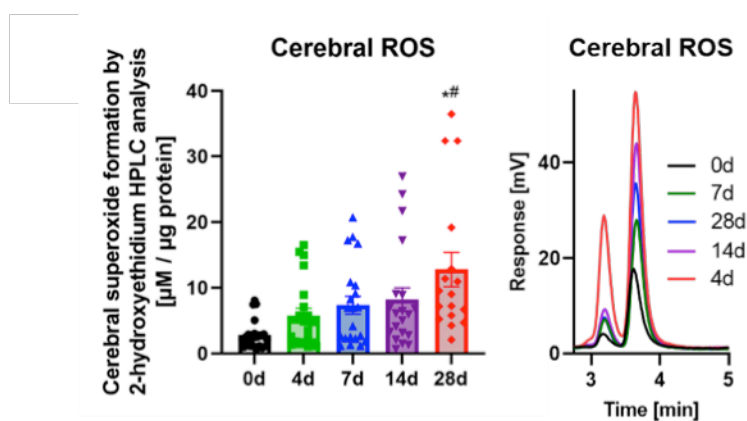 Cerebral ROS
Cerebral superoxide formation by
2-hydroxyethidium HPLC analysis
[µM / µg protein]
40
30
20
10
0
*#
0d
4d
7d
14d
28d
Cerebral ROS
Response [mV]
40
20
0
0d
7d
28d
14d
4d
3
4
5
Time [min]